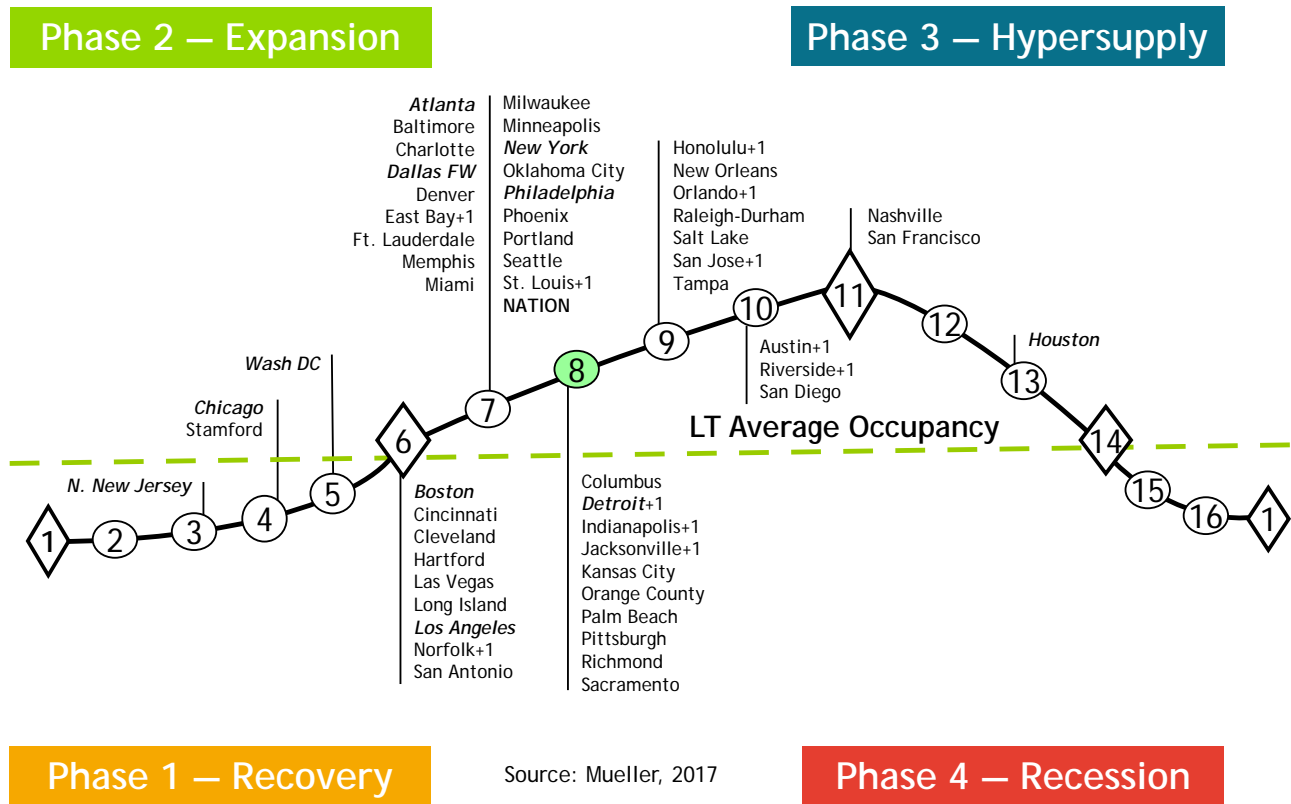 Phase 2 — Expansion
Phase 3 — Hypersupply
Atlanta
Baltimore
Charlotte
Dallas FW
Denver
East Bay+1
Ft. Lauderdale
Memphis
Miami
Milwaukee
Minneapolis
New York
Oklahoma City
Philadelphia
Phoenix
Portland
Seattle
St. Louis+1
NATION
Honolulu+1
New Orleans
Orlando+1
Raleigh-Durham
Salt Lake
San Jose+1
Tampa
Nashville
San Francisco
Wash DC
Chicago
Stamford
N. New Jersey
Houston
Austin+1
Riverside+1
San Diego
LT Average Occupancy
1
2
3
4
5
6
7
8
9
10
11
12
13
14
15
16
1
Boston
Cincinnati
Cleveland
Hartford
Las Vegas
Long Island
Los Angeles
Norfolk+1
San Antonio
Columbus
Detroit+1
Indianapolis+1
Jacksonville+1
Kansas City
Orange County
Palm Beach
Pittsburgh
Richmond
Sacramento
Phase 1 — Recovery
Source: Mueller, 2017
Phase 4 — Recession